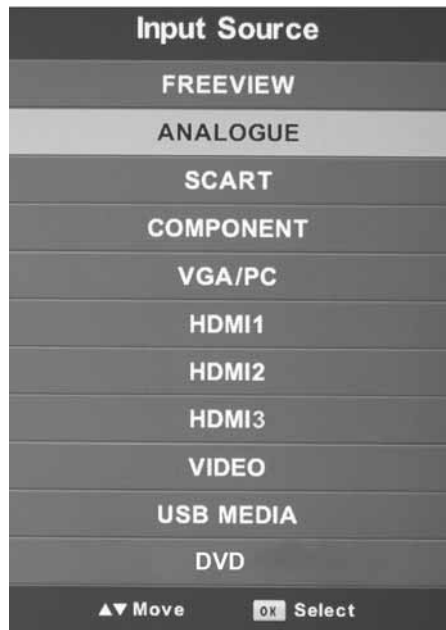 Input Source
FREEVIEW
ANALOGUE
SCART
COMPONENT
VGA/PC
HDMI1
HDMI2
HDMI3
VIDEO
USB MEDIA
DVD
▲▼ Move OK Select